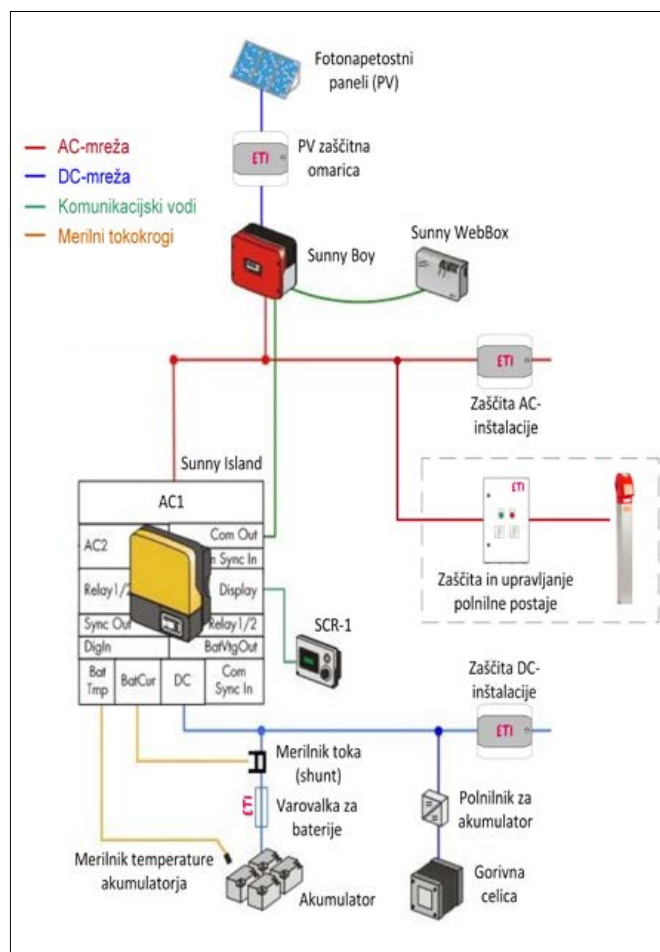 Fotonapetostni
paneli (PV)
ETI
PV zaščitna
omarica
AC-mreža
DC-mreža
Komunikacijski vodi
Merilni tokokrogi
Sunny Boy
Sunny WebBox
ETI
Zaščita AC-
inštalacije
Sunny Island
AC1
AC2
Com Out
n Sync In
Relay1/2
Display
Sync Out
Relay1/2
DigIn
BatVtgOut
Bat
Tmp
BatCur
DC
Com
Sync In
SCR-1
ETI
Zaščita in upravljanje
polnilne postaje
Zaščita DC-
inštalacije
ETI
Merilnik toka
(shunt)
ETI
Varovalka za
baterije
Polnilnik za
akumulator
Merilnik temperature
akumulatorja
Akumulator
Gorivna
celica